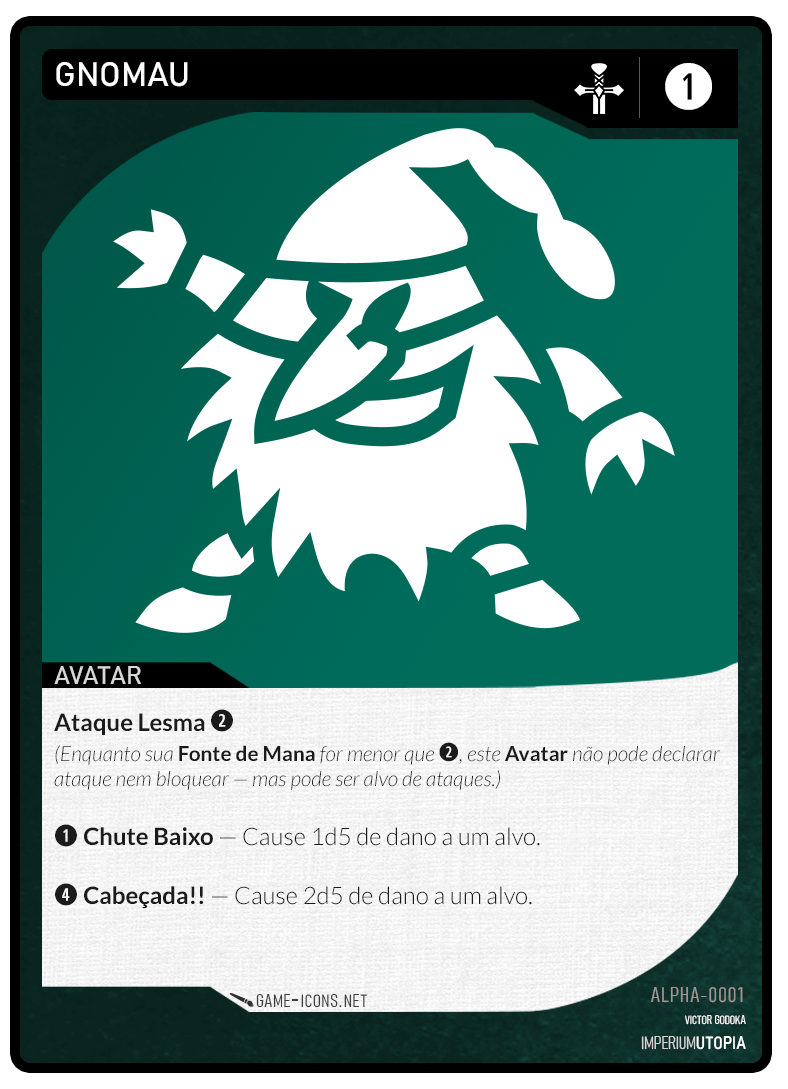 GNOMAU
1
AVATAR
Ataque Lesma 2
(Enquanto sua Fonte de Mana for menor que 2, este Avatar não pode declarar
ataque nem bloquear — mas pode ser alvo de ataques.)
1 Chute Baixo — Cause 1d5 de dano a um alvo.
4 Cabeçada!! — Cause 2d5 de dano a um alvo.
GAME-ICONS.NET
ALPHA-0001
VICTOR GODOKA
IMPERIUMUTOPIA